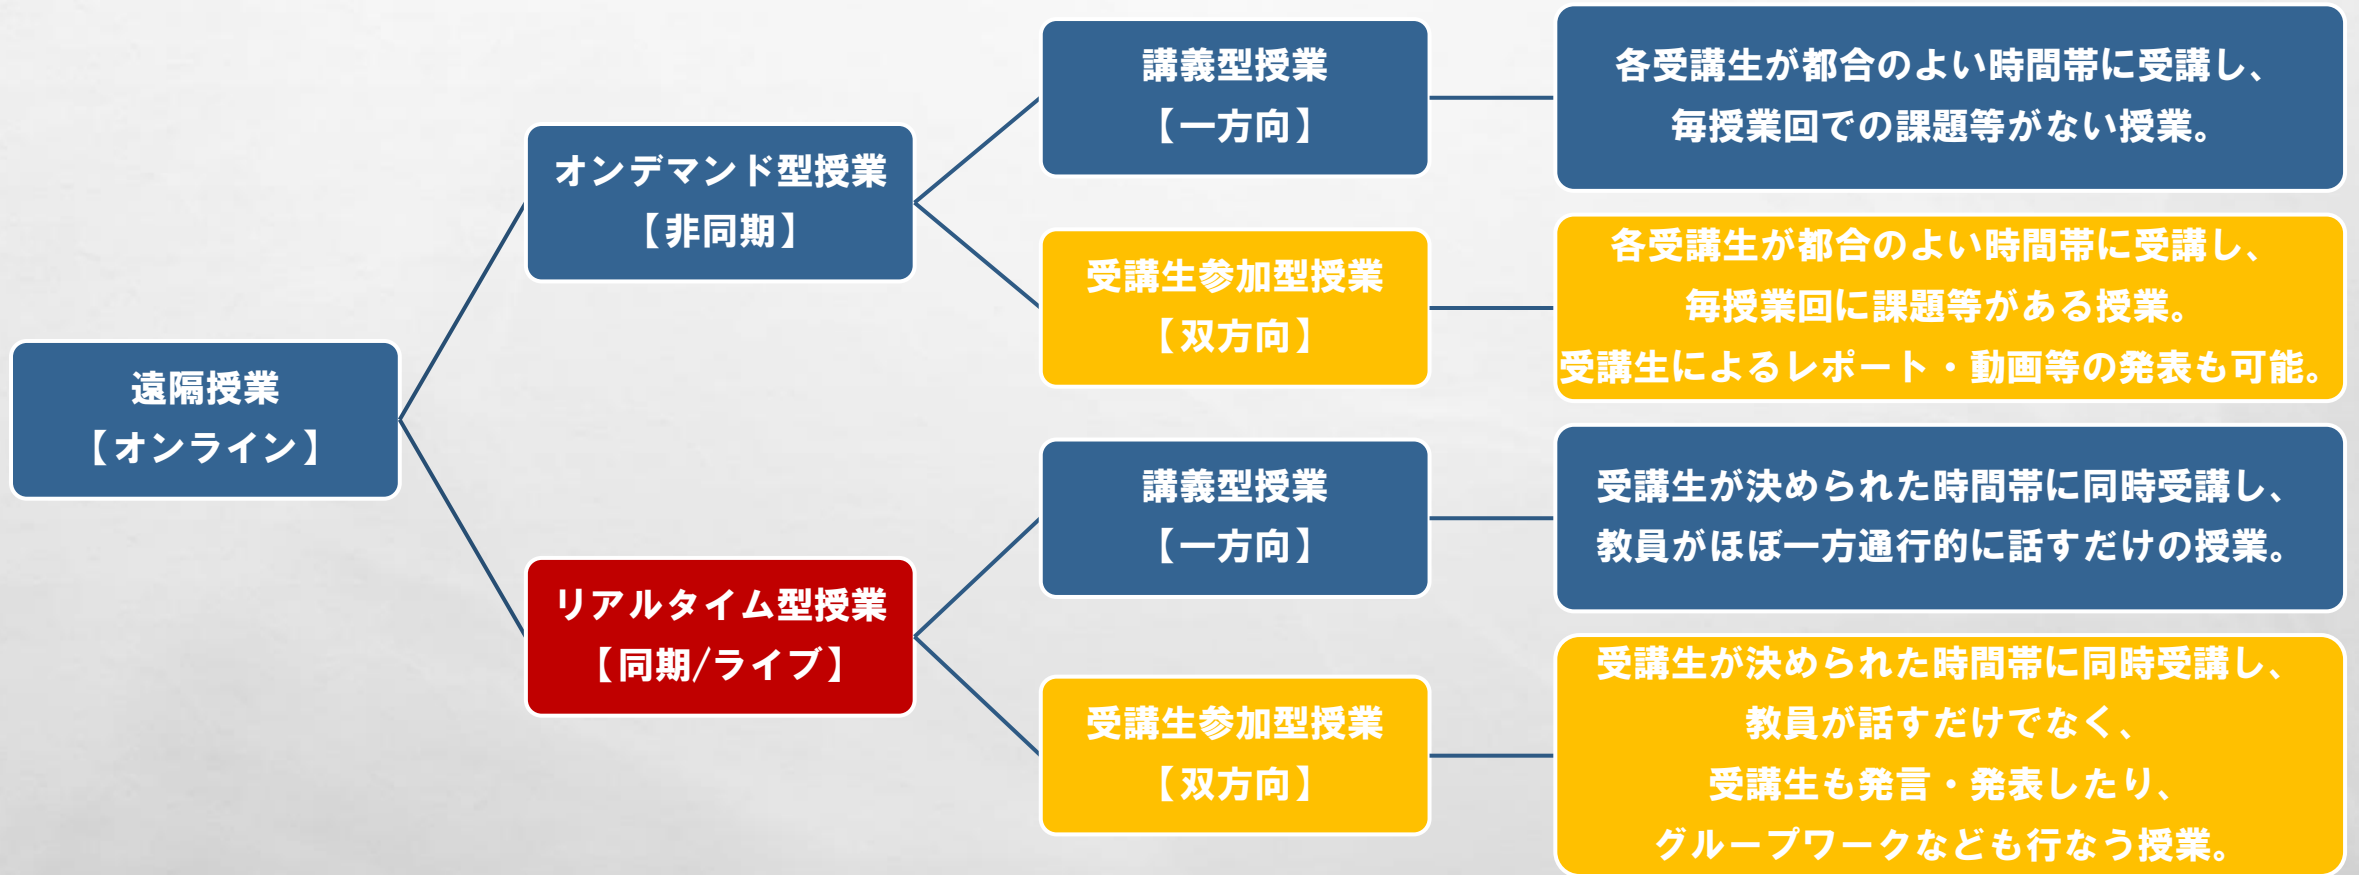 遠隔授業
【オンライン】
オンデマンド型授業
【非同期】
講義型授業
【一方向】
各受講生が都合のよい時間帯に受講し、
毎授業回での課題等がない授業。
受講生参加型授業
【双方向】
各受講生が都合のよい時間帯に受講し、
毎授業回に課題等がある授業。
受講生によるレポート・動画等の発表も可能。
リアルタイム型授業
【同期/ライブ】
講義型授業
【一方向】
受講生が決められた時間帯に同時受講し、
教員がほぼ一方通行的に話すだけの授業。
受講生参加型授業
【双方向】
受講生が決められた時間帯に同時受講し、
教員が話すだけでなく、
受講生も発言・発表したり、
グループワークなども行なう授業。